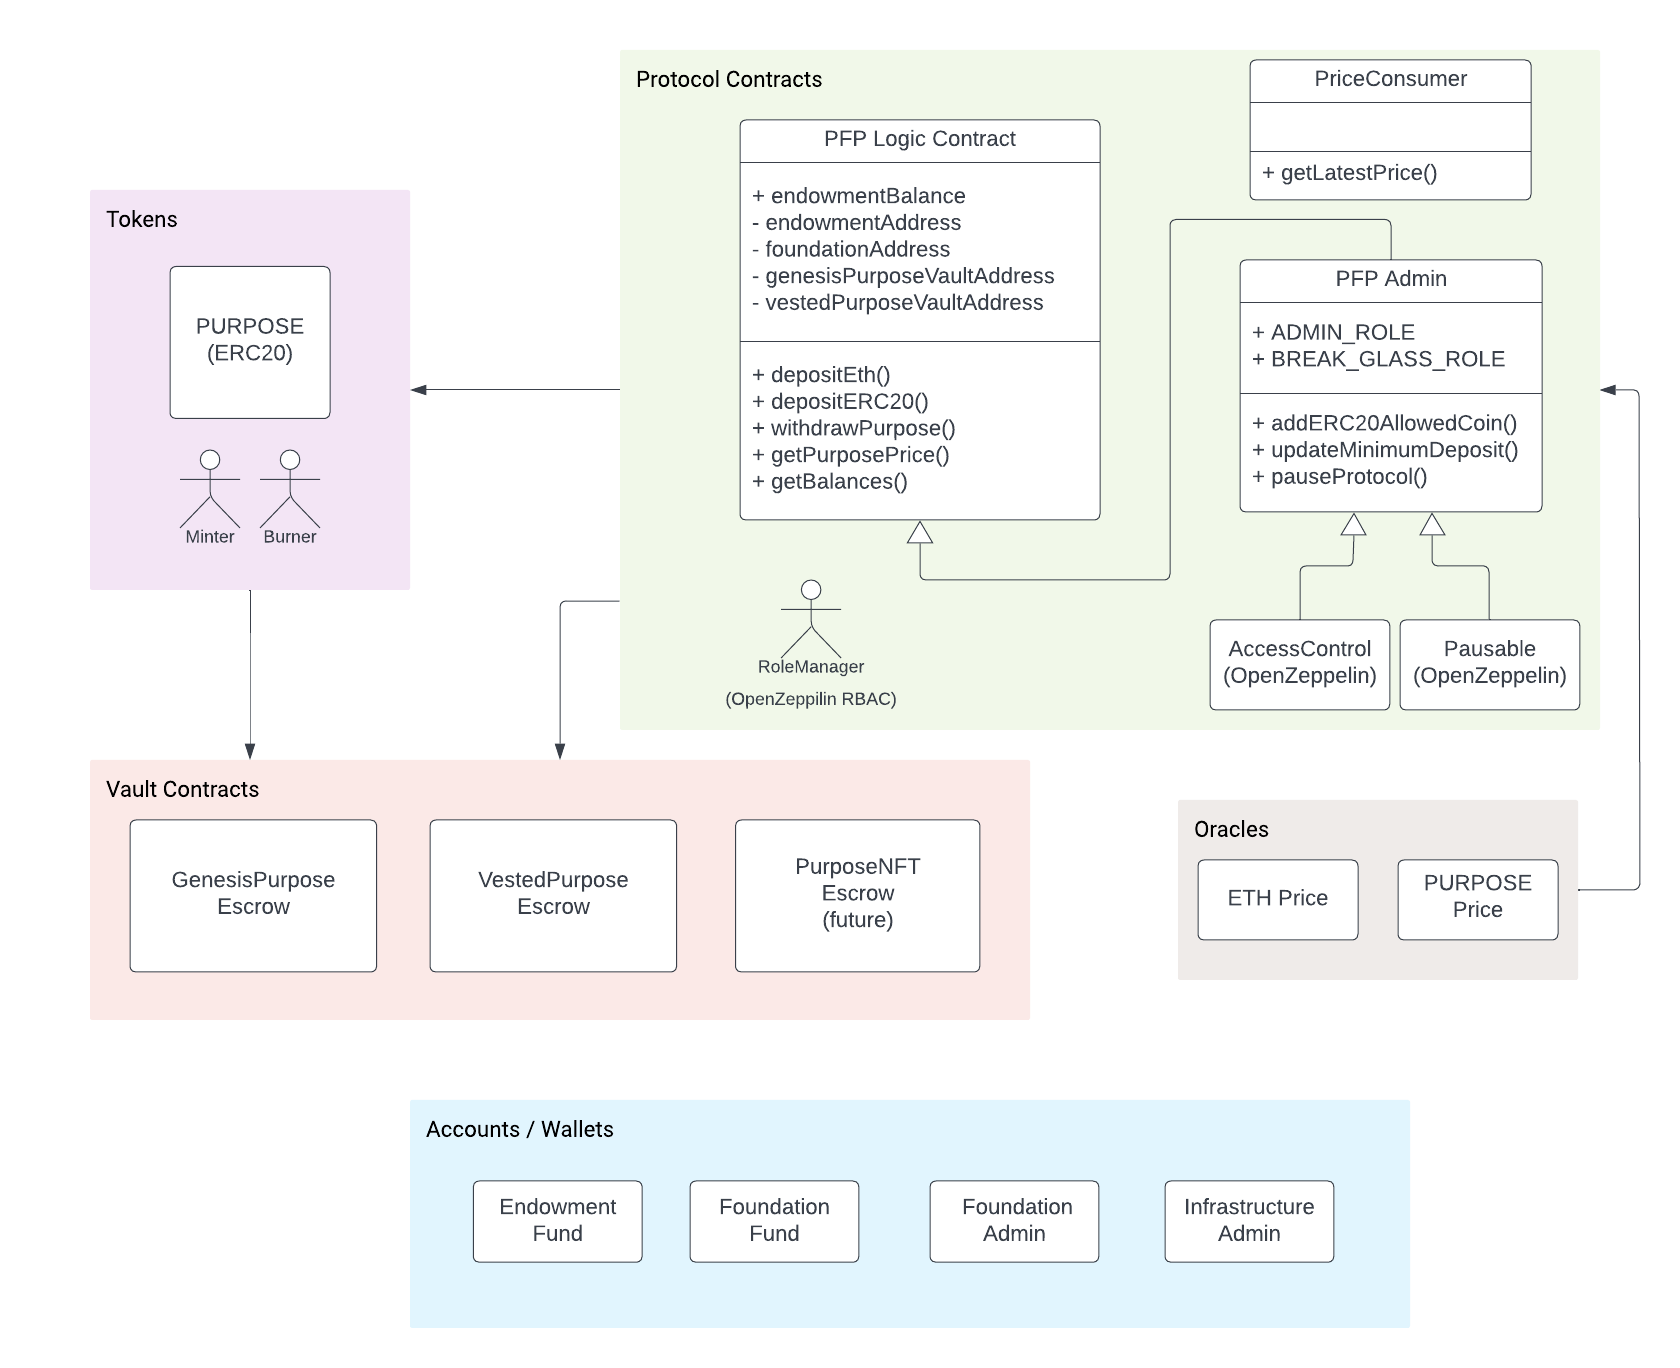 Protocol Contracts
PriceConsumer
+ getLatestPrice()
PFP Logic Contract
+ endowmentBalance
- endowmentAddress
- foundationAddress
- genesisPurposeVaultAddress
- vestedPurposeVaultAddress
+ depositEth()
+ depositERC20()
+ withdrawPurpose()
+ getPurposePrice()
+ getBalances()
PFP Admin
+ ADMIN_ROLE
+ BREAK_GLASS_ROLE
+ addERC20AllowedCoin()
+ updateMinimumDeposit()
+ pauseProtocol()
RoleManager
(OpenZeppilin RBAC)
AccessControl
(OpenZeppelin)
Pausable
(OpenZeppelin)
Tokens
PURPOSE
(ERC20)
Minter
Burner
Vault Contracts
GenesisPurpose
Escrow
VestedPurpose
Escrow
PurposeNFT
Escrow
(future)
Oracles
ETH Price
PURPOSE
Price
Accounts / Wallets
Endowment
Fund
Foundation
Fund
Foundation
Admin
Infrastructure
Admin